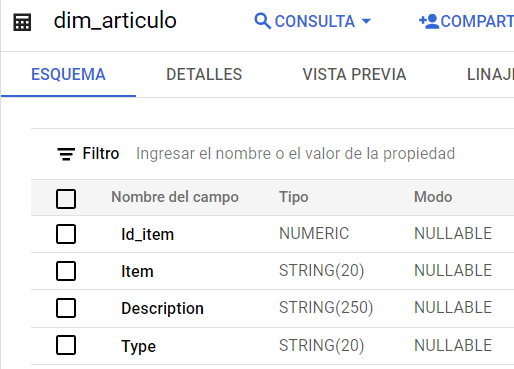 dim_articulo CONSULTA COMPART
ESQUEMA DETALLES VISTA PREVIA LINAJ
Filtro Ingresar el nombre o el valor de la propiedad
Nombre del campo Tipo Modo
Id_item NUMERIC NULLABLE
Item STRING(20) NULLABLE
Description STRING(250) NULLABLE
Type STRING(20) NULLABLE